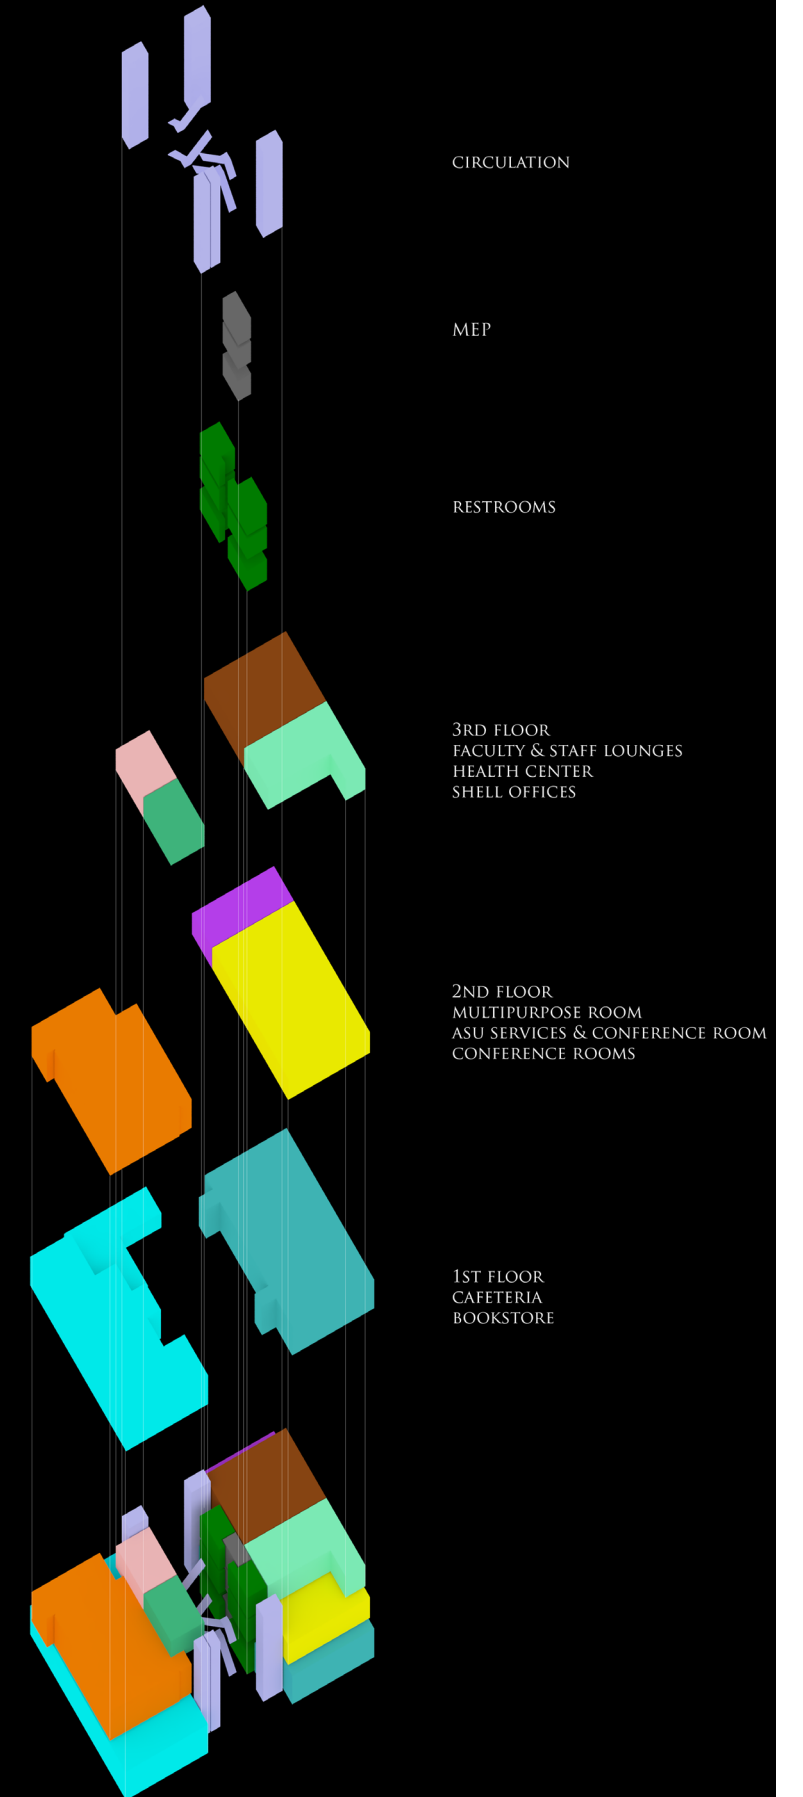 CIRCULATION
MEP
RESTROOMS
3RD FLOOR
FACULTY & STAFF LOUNGES
HEALTH CENTER
SHELL OFFICES
2ND FLOOR
MULTIPURPOSE ROOM
ASU SERVICES & CONFERENCE ROOM
CONFERENCE ROOMS
1ST FLOOR
CAFETERIA
BOOKSTORE